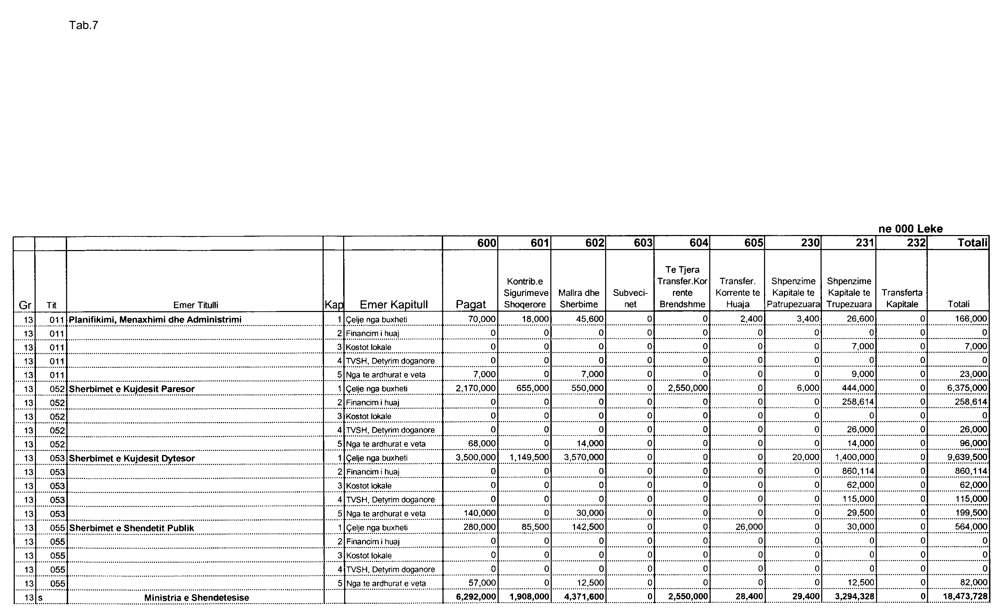 Tab.7
ne 000 Leke
600 601 602 603 604 605 230 231 232 Totali
Gr Tit Emer Titulli Kap Emer Kapitull Pagat Kontrib.e Sigurimeve Shoqerore Mallra dhe Sherbime Subveci-net Te Tjera Transfer.Kor rente Brendshme Transfer. Korrente te Huaja Shpenzime Kapitale te Patrupezuara Shpenzime Kapitale te Trupezuara Transferta Kapitale Totali
13 011 Planifikimi, Menaxhimi dhe Administrimi 1 Çelje nga buxheti 70,000 18,000 45,600 0 0 2,400 3,400 26,600 0 166,000
13 011 2 Financim i huaj 0 0 0 0 0 0 0 0 0 0
13 011 3 Kostot lokale 0 0 0 0 0 0 0 7,000 0 7,000
13 011 4 TVSH, Detyrim doganore 0 0 0 0 0 0 0 0 0 0
13 011 5 Nga te ardhurat e veta 7,000 0 7,000 0 0 0 0 9,000 0 23,000
13 052 Sherbimet e Kujdesit Paresor 1 Çelje nga buxheti 2,170,000 655,000 550,000 0 2,550,000 0 6,000 444,000 0 6,375,000
13 052 2 Financim i huaj 0 0 0 0 0 0 0 258,614 0 258,614
13 052 3 Kostot lokale 0 0 0 0 0 0 0 0 0 0
13 052 4 TVSH, Detyrim doganore 0 0 0 0 0 0 0 26,000 0 26,000
13 052 5 Nga te ardhurat e veta 68,000 0 14,000 0 0 0 0 14,000 0 96,000
13 053 Sherbimet e Kujdesit Dytesor 1 Çelje nga buxheti 3,500,000 1,149,500 3,570,000 0 0 0 20,000 1,400,000 0 9,639,500
13 053 2 Financim i huaj 0 0 0 0 0 0 0 860,114 0 860,114
13 053 3 Kostot lokale 0 0 0 0 0 0 0 62,000 0 62,000
13 053 4 TVSH, Detyrim doganore 0 0 0 0 0 0 0 115,000 0 115,000
13 053 5 Nga te ardhurat e veta 140,000 0 30,000 0 0 0 0 29,500 0 199,500
13 055 Sherbimet e Shendetit Publik 1 Çelje nga buxheti 280,000 85,500 142,500 0 0 26,000 0 30,000 0 564,000
13 055 2 Financim i huaj 0 0 0 0 0 0 0 0 0 0
13 055 3 Kostot lokale 0 0 0 0 0 0 0 0 0 0
13 055 4 TVSH, Detyrim doganore 0 0 0 0 0 0 0 0 0 0
13 055 5 Nga te ardhurat e veta 57,000 0 12,500 0 0 0 0 12,500 0 82,000
13 s Ministria e Shendetesise 6,292,000 1,908,000 4,371,600 0 2,550,000 28,400 29,400 3,294,328 0 18,473,728